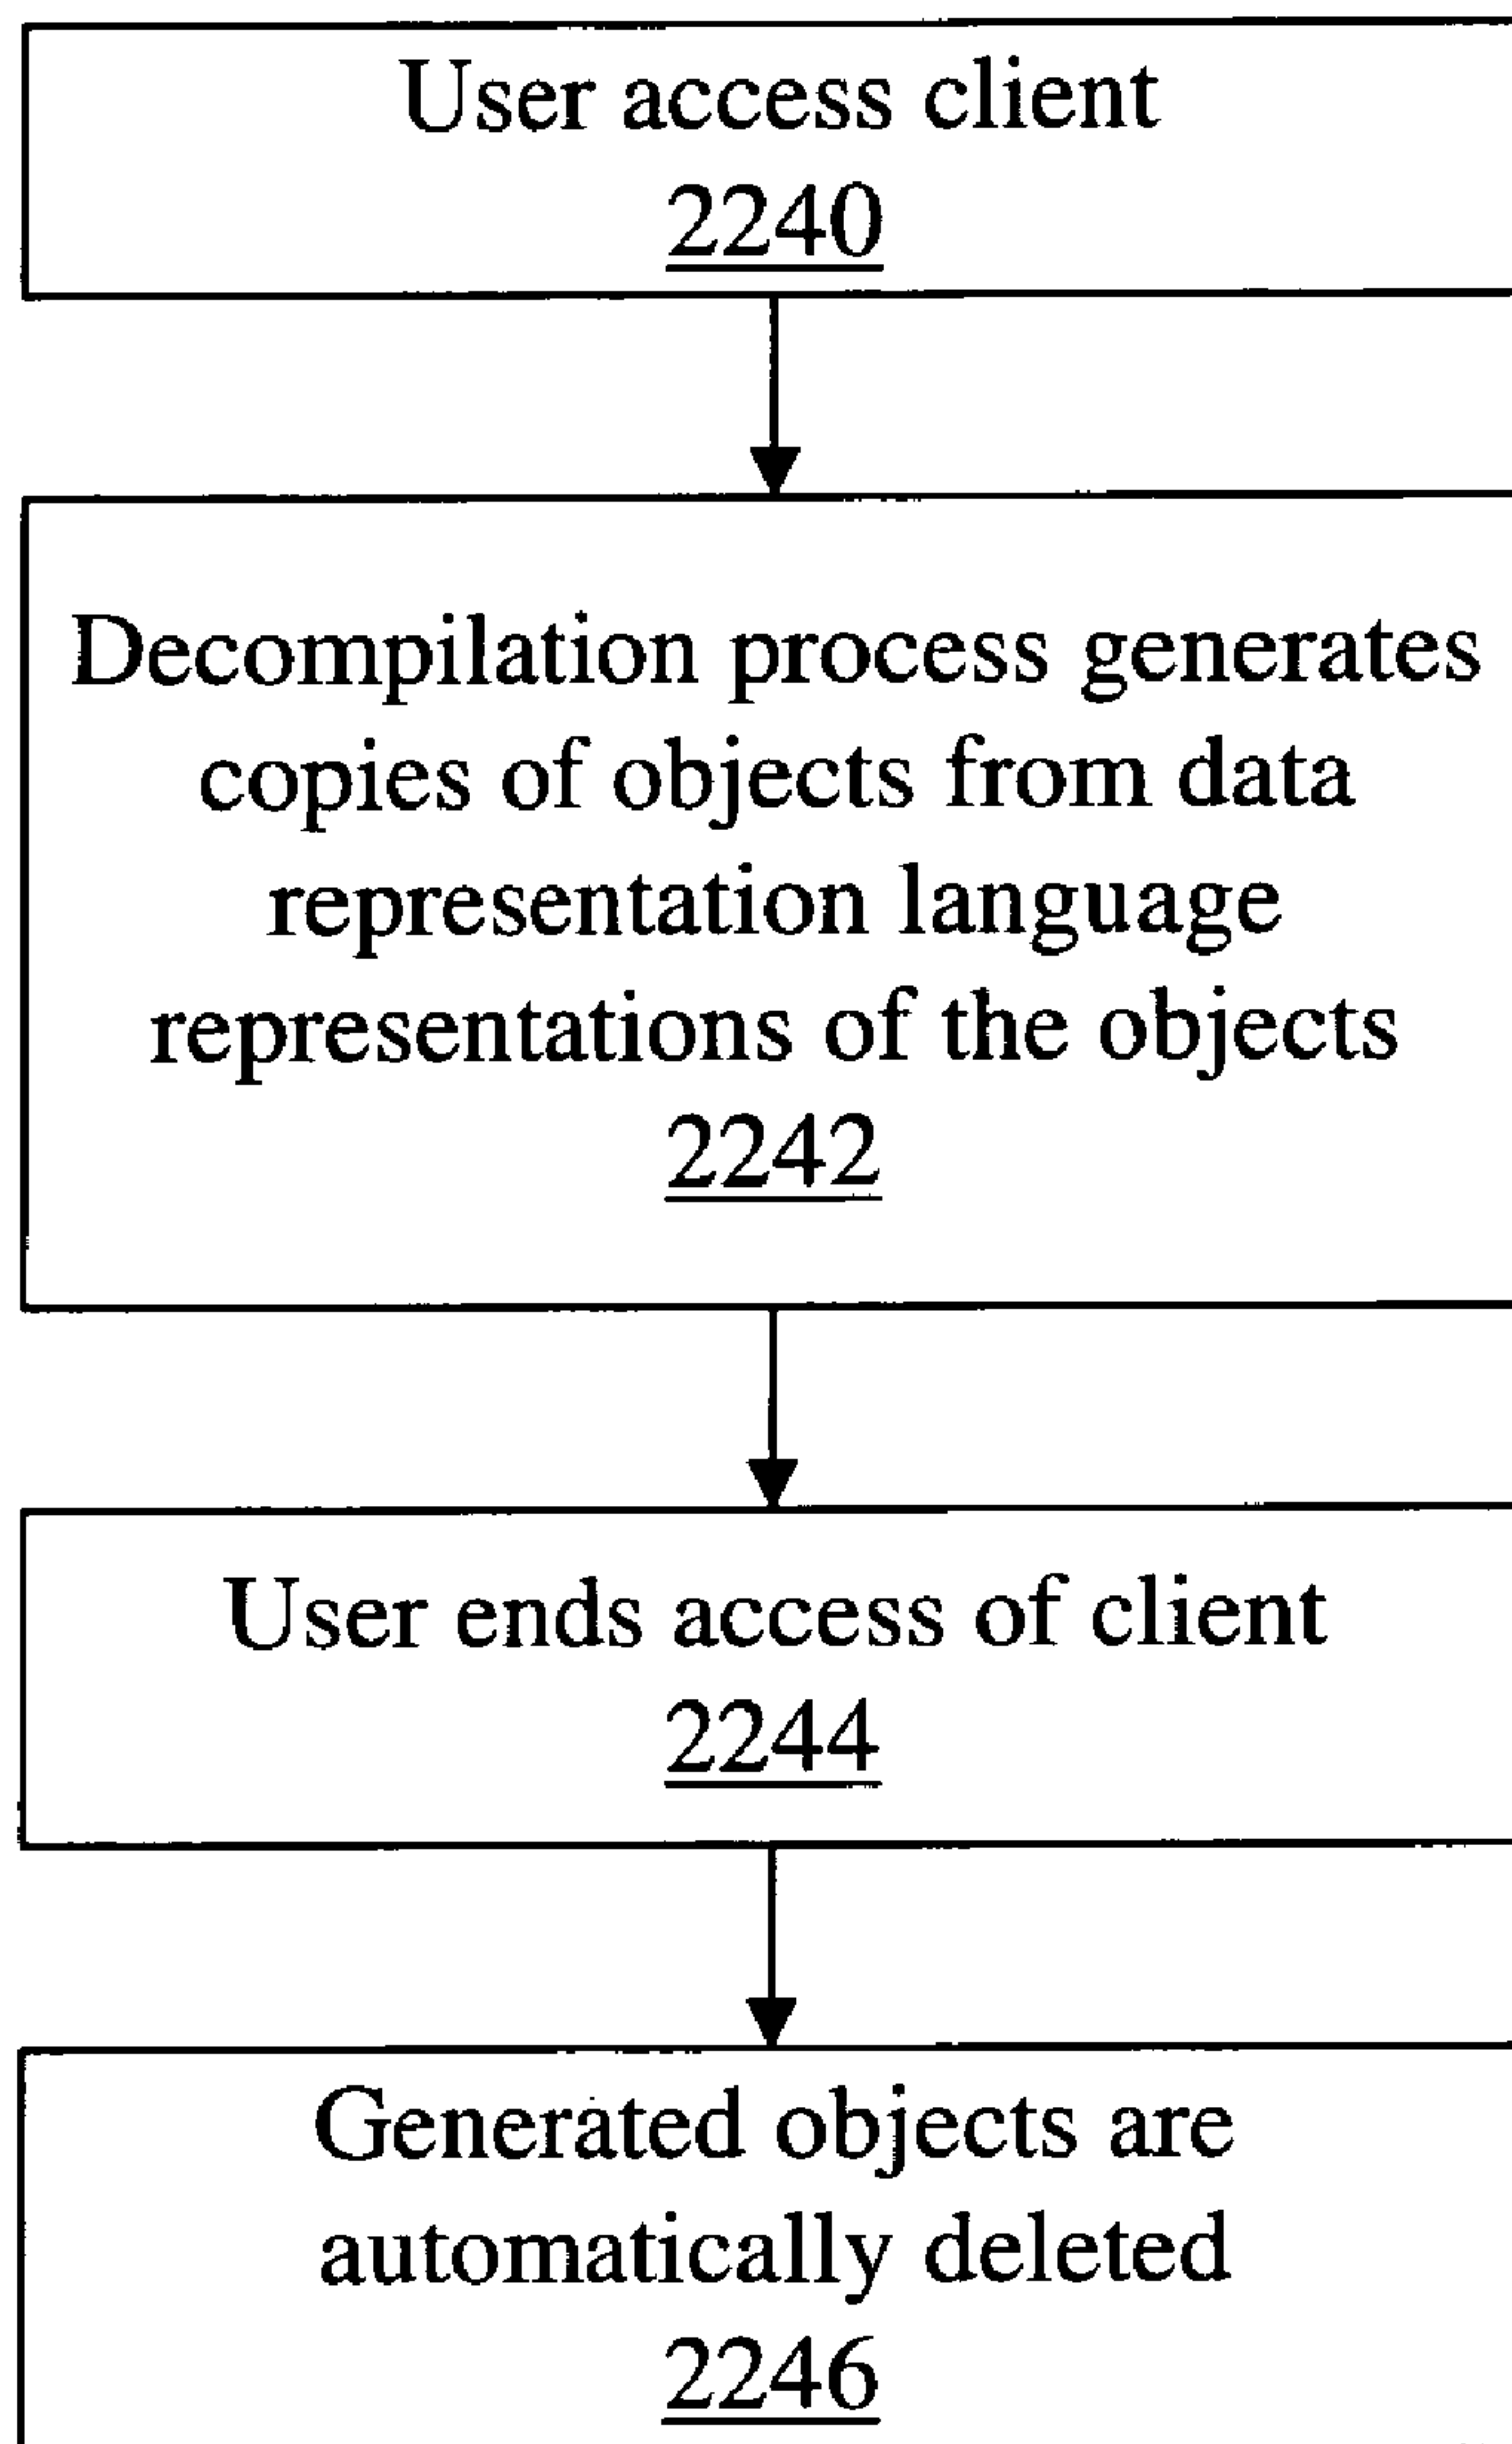 User access client
2240
Decompilation process generates
copies of objects from data
representation language
representations of the objects
2242
User ends access of client
2244
Generated objects are
automatically deleted
2246